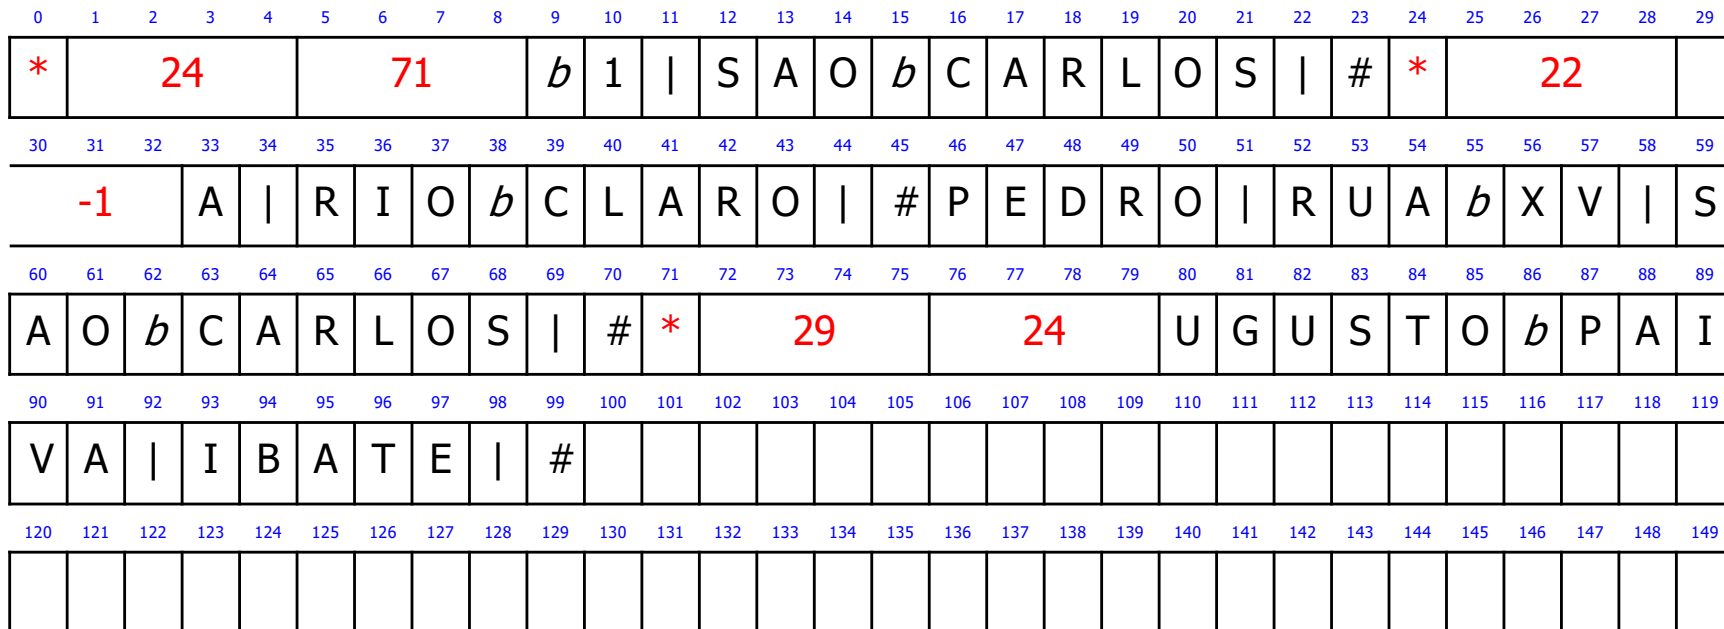 0 1 2 3 4 5 6 7 8 9 10 11 12 13 14 15 16 17 18 19 20 21 22 23 24 25 26 27 28 29
* 24 71 b 1 | S A O b C A R L O S | # * 22
30 31 32 33 34 35 36 37 38 39 40 41 42 43 44 45 46 47 48 49 50 51 52 53 54 55 56 57 58 59
-1 A | R I O b C L A R O | # P E D R O | R U A b X V | S
60 61 62 63 64 65 66 67 68 69 70 71 72 73 74 75 76 77 78 79 80 81 82 83 84 85 86 87 88 89
A O b C A R L O S | # * 29 24 U G U S T O b P A I
90 91 92 93 94 95 96 97 98 99 100 101 102 103 104 105 106 107 108 109 110 111 112 113 114 115 116 117 118 119
V A | I B A T E | #
120 121 122 123 124 125 126 127 128 129 130 131 132 133 134 135 136 137 138 139 140 141 142 143 144 145 146 147 148 149